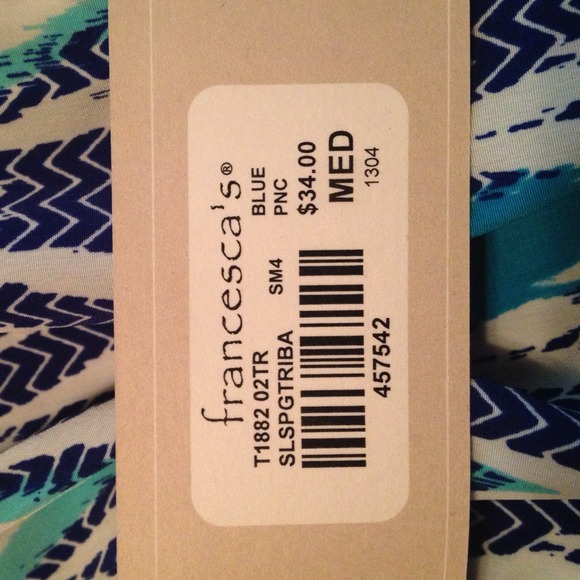 francesca's®
T1882 02TR BLUE
SLSPGTRIBA SM4 PNC
$34.00
MED
457542 1304